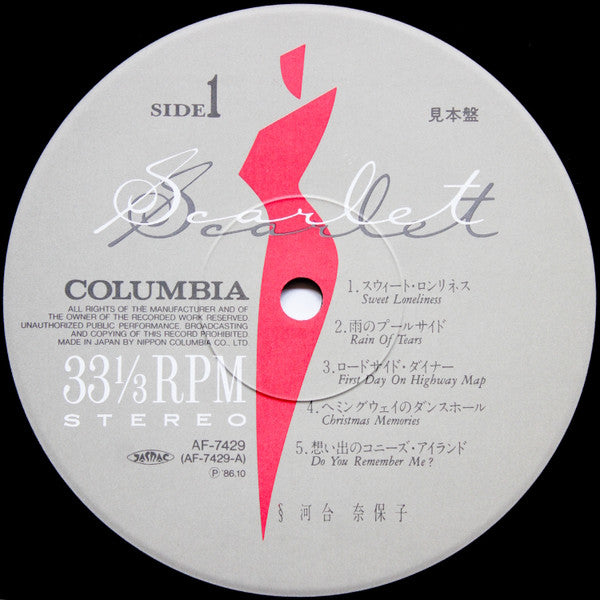 SIDE 1
見本盤
Scarlet
COLUMBIA
ALL RIGHTS OF THE MANUFACTURER AND OF
THE OWNER OF THE RECORDED WORK RESERVED
UNAUTHORIZED PUBLIC PERFORMANCE, BROADCASTING
AND COPYING OF THIS RECORD PROHIBITED
MADE IN JAPAN BY NIPPON COLUMBIA CO., LTD
33⅓ RPM
STEREO
AF-7429
JASRAC
(AF-7429-A)
Ⓟ '86.10
1. スウィート・ロンリネス
Sweet Loneliness
2. 雨のプールサイド
Rain Of Tears
3. ロードサイド・ダイナー
First Day On Highway Map
4. ヘミングウェイのダンスホール
Christmas Memories
5. 想い出のコニーズ・アイランド
Do You Remember Me?
§ 河合 奈保子